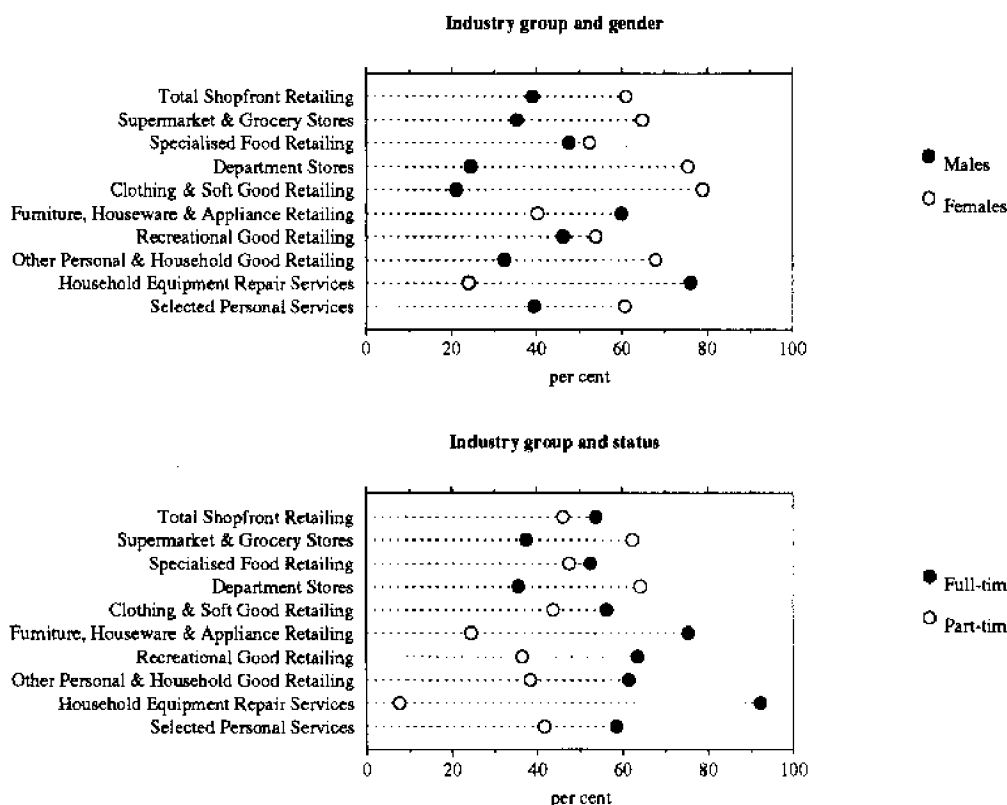 Industry group and gender
Total Shopfront Retailing
Supermarket & Grocery Stores
Specialised Food Retailing
Department Stores
Clothing & Soft Good Retailing
Furniture, Houseware & Appliance Retailing
Recreational Good Retailing
Other Personal & Household Good Retailing
Household Equipment Repair Services
Selected Personal Services
0 20 40 60 80 100
per cent
Males
Females
Industry group and status
Total Shopfront Retailing
Supermarket & Grocery Stores
Specialised Food Retailing
Department Stores
Clothing & Soft Good Retailing
Furniture, Houseware & Appliance Retailing
Recreational Good Retailing
Other Personal & Household Good Retailing
Household Equipment Repair Services
Selected Personal Services
0 20 40 60 80 100
per cent
Full-tim
Part-tim